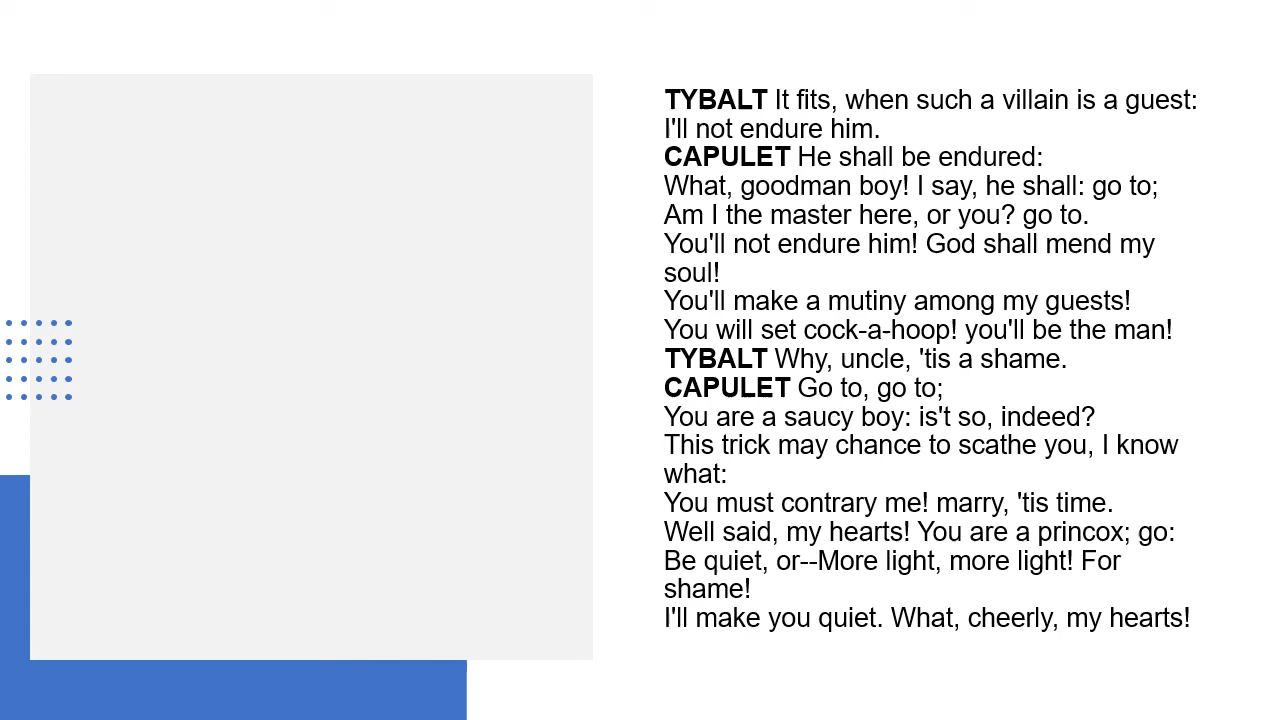 TYBALT It fits, when such a villain is a guest:
I'll not endure him.
CAPULET He shall be endured:
What, goodman boy! I say, he shall: go to;
Am I the master here, or you? go to.
You'll not endure him! God shall mend my
soul!
You'll make a mutiny among my guests!
You will set cock-a-hoop! you'll be the man!
TYBALT Why, uncle, 'tis a shame.
CAPULET Go to, go to;
You are a saucy boy: is't so, indeed?
This trick may chance to scathe you, I know
what:
You must contrary me! marry, 'tis time.
Well said, my hearts! You are a princox; go:
Be quiet, or--More light, more light! For
shame!
I'll make you quiet. What, cheerly, my hearts!